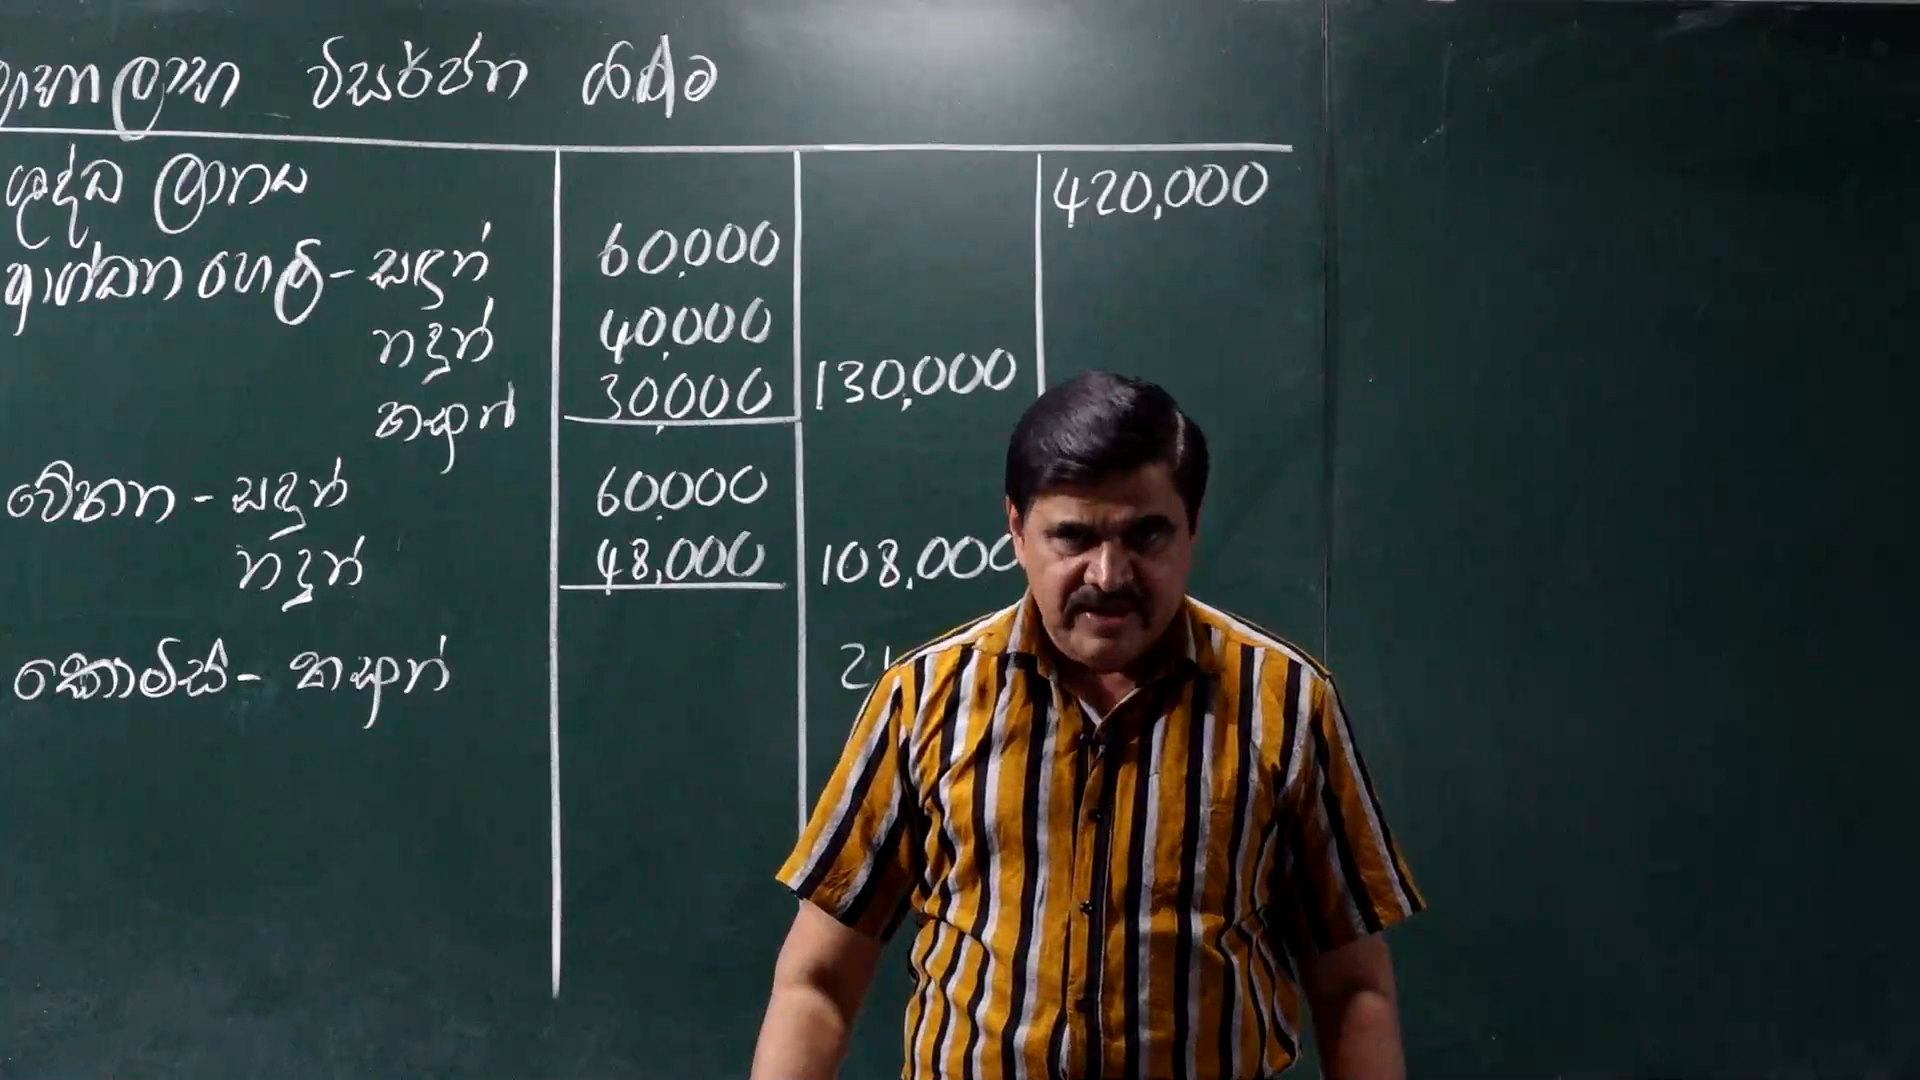 ලාභාලාභ විසර්ජන ගිණුම
ශුද්ධ ලාභය 420,000
ප්‍රාග්ධන පොලී - සඳුන් 60,000
නදුන් 40,000
කසුන් 30,000 130,000
වේතන - සඳුන් 60,000
නදුන් 48,000 108,000
කොමිස් - කසුන්